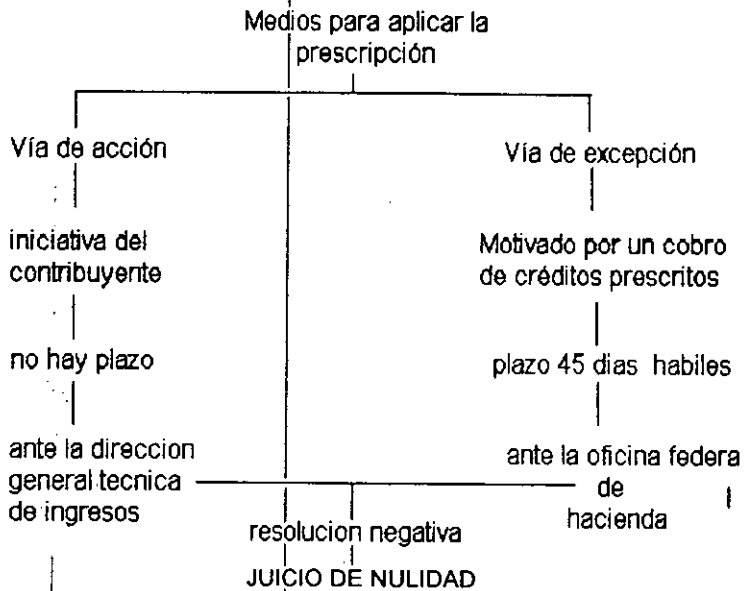 Medios para aplicar la
prescripción
Vía de acción
Vía de excepción
iniciativa del
contribuyente
Motivado por un cobro
de créditos prescritos
no hay plazo
plazo 45 dias habiles
ante la direccion
general tecnica
de ingresos
ante la oficina federa
de
hacienda
resolucion negativa
JUICIO DE NULIDAD